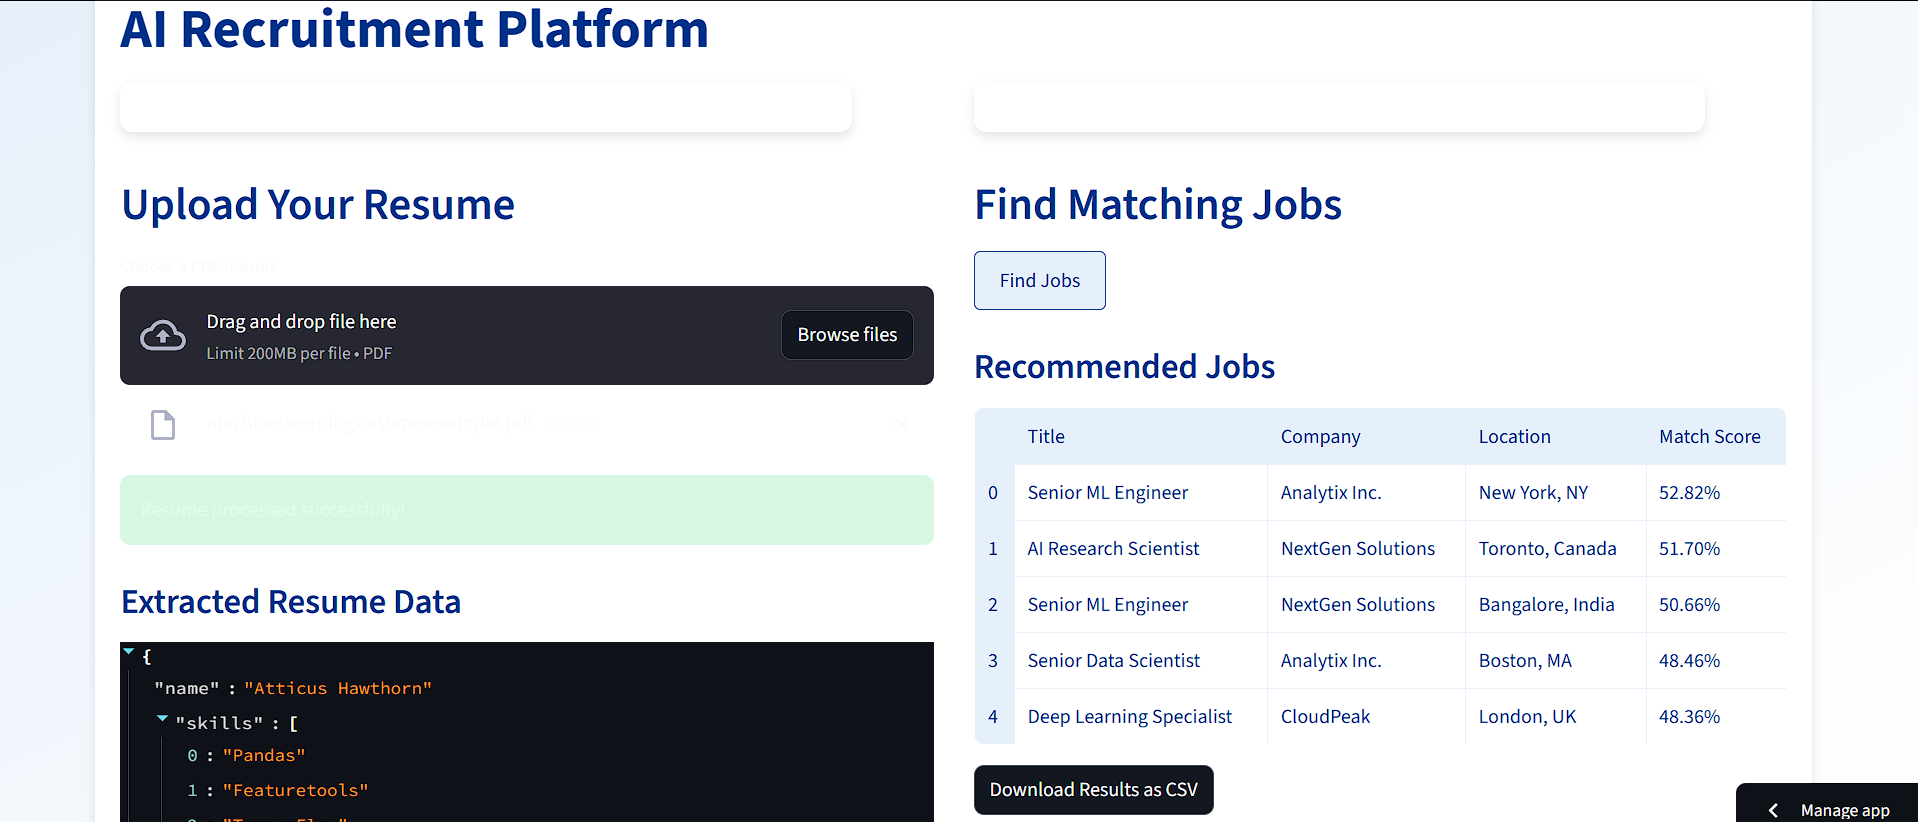 AI Recruitment Platform
Upload Your Resume
Choose a PDF resume
Drag and drop file here
Limit 200MB per file • PDF
Browse files
machine-learning-resume-example.pdf
Resume processed successfully!
Extracted Resume Data
{
"name" : "Atticus Hawthorn"
"skills" : [
0 : "Pandas"
1 : "Featuretools"
Find Matching Jobs
Find Jobs
Recommended Jobs
Title Company Location Match Score
0 Senior ML Engineer Analytix Inc. New York, NY 52.82%
1 AI Research Scientist NextGen Solutions Toronto, Canada 51.70%
2 Senior ML Engineer NextGen Solutions Bangalore, India 50.66%
3 Senior Data Scientist Analytix Inc. Boston, MA 48.46%
4 Deep Learning Specialist CloudPeak London, UK 48.36%
Download Results as CSV
Manage app